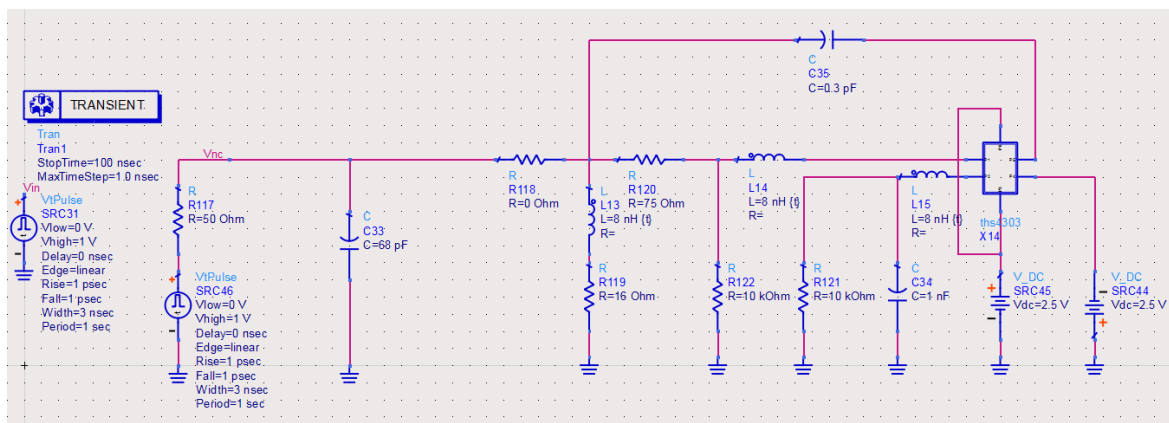 TRANSIENT
Tran
Tran1
StopTime=100 nsec
MaxTimeStep=1.0 nsec
Vin
VtPulse
SRC31
Vlow=0 V
Vhigh=1 V
Delay=0 nsec
Edge=linear
Rise=1 psec
Fall=1 psec
Width=3 nsec
Period=1 sec
Vnc
R
R117
R=50 Ohm
VtPulse
SRC46
Vlow=0 V
Vhigh=1 V
Delay=0 nsec
Edge=linear
Rise=1 psec
Fall=1 psec
Width=3 nsec
Period=1 sec
C
C33
C=68 pF
R
R118
R=0 Ohm
C
C35
C=0.3 pF
L
L13
L=8 nH {t}
R=
R
R119
R=16 Ohm
R
R120
R=75 Ohm
L
L14
L=8 nH {t}
R=
R
R122
R=10 kOhm
R
R121
R=10 kOhm
L
L15
L=8 nH {t}
R=
C
C34
C=1 nF
ths4303
X14
V_DC
SRC45
Vdc=2.5 V
V_DC
SRC44
Vdc=2.5 V